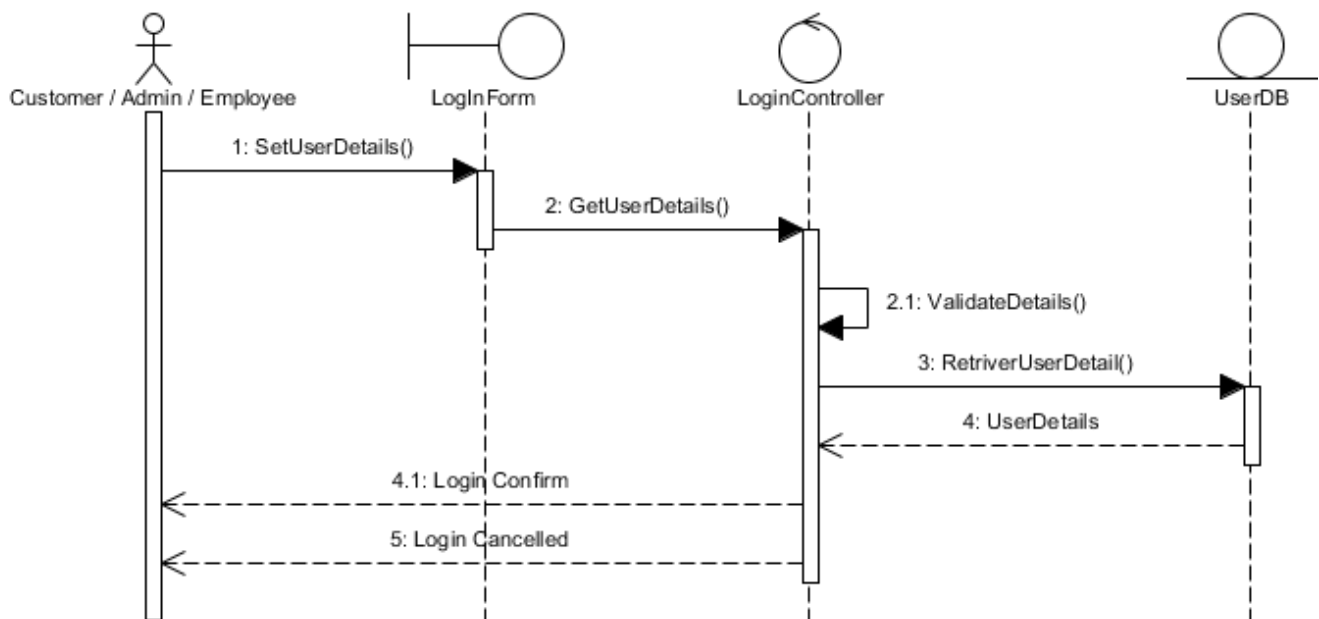 Customer / Admin / Employee
LogInForm
LoginController
UserDB
1: SetUserDetails()
2: GetUserDetails()
2.1: ValidateDetails()
3: RetriverUserDetail()
4: UserDetails
4.1: Login Confirm
5: Login Cancelled